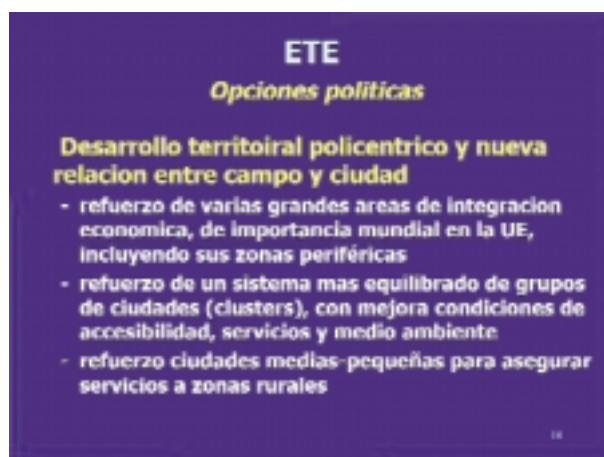 ETE
Opciones politicas
Desarrollo territoiral policentrico y nueva
relacion entre campo y ciudad
- refuerzo de varias grandes areas de integracion
economica, de importancia mundial en la UE,
incluyendo sus zonas periféricas
- refuerzo de un sistema mas equilibrado de grupos
de ciudades (clusters), con mejora condiciones de
accesibilidad, servicios y medio ambiente
- refuerzo ciudades medias-pequeñas para asegurar
servicios a zonas rurales